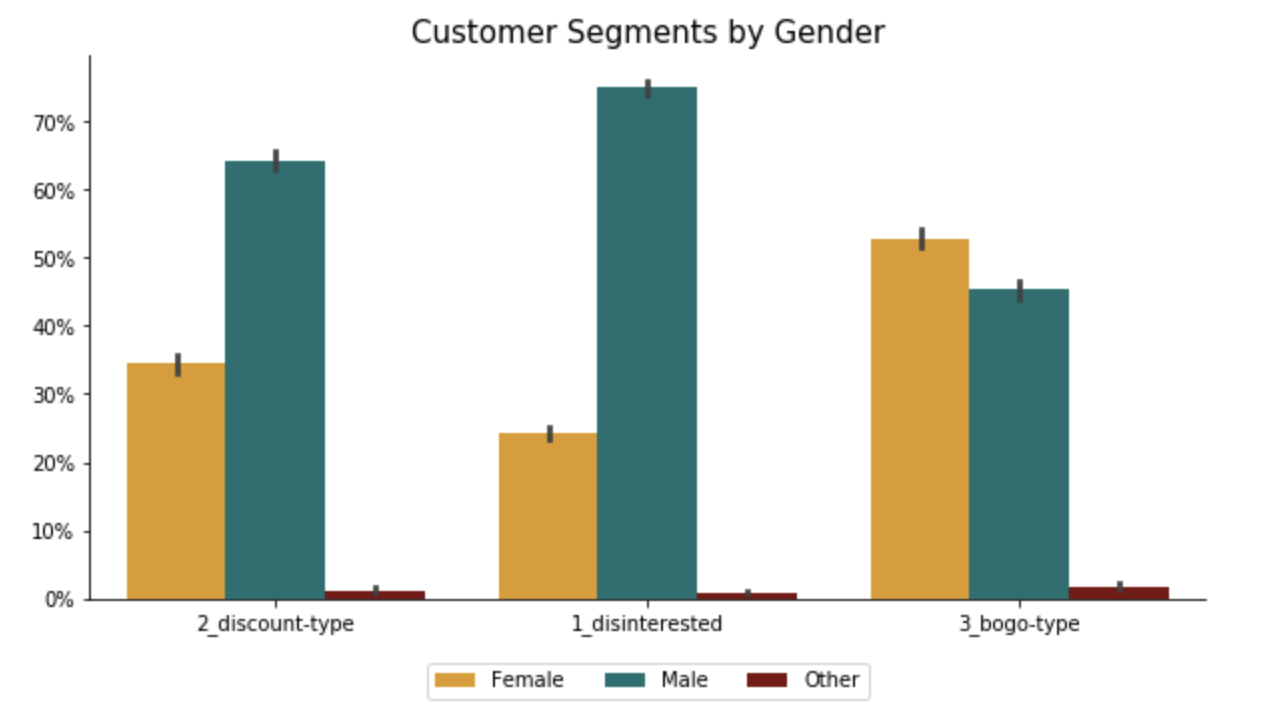 Customer Segments by Gender
70%
60%
50%
40%
30%
20%
10%
0%
2_discount-type 1_disinterested 3_bogo-type
Female Male Other